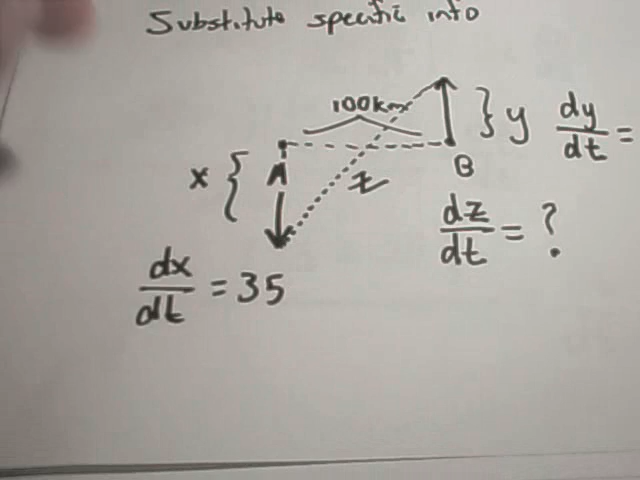 Substitute specific info
100km
x { A z } y dy/dt =
B
dz/dt = ?
dx/dt = 35